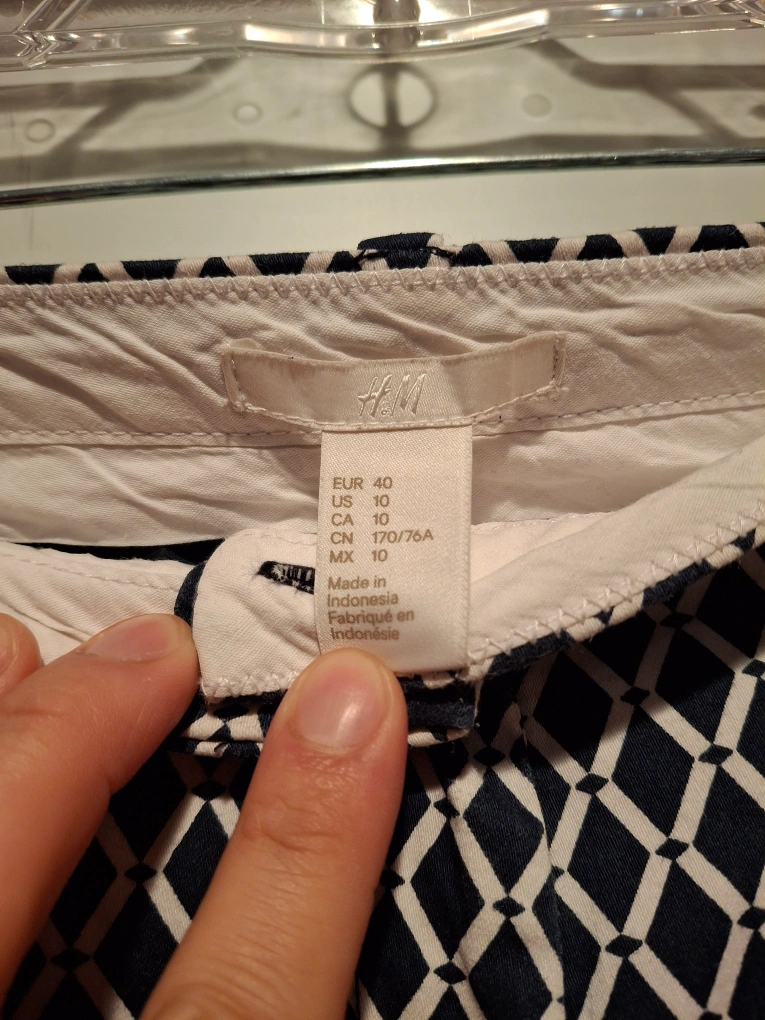 H&M
EUR 40
US 10
CA 10
CN 170/76A
MX 10
Made in
Indonesia
Fabriqué en
Indonésie